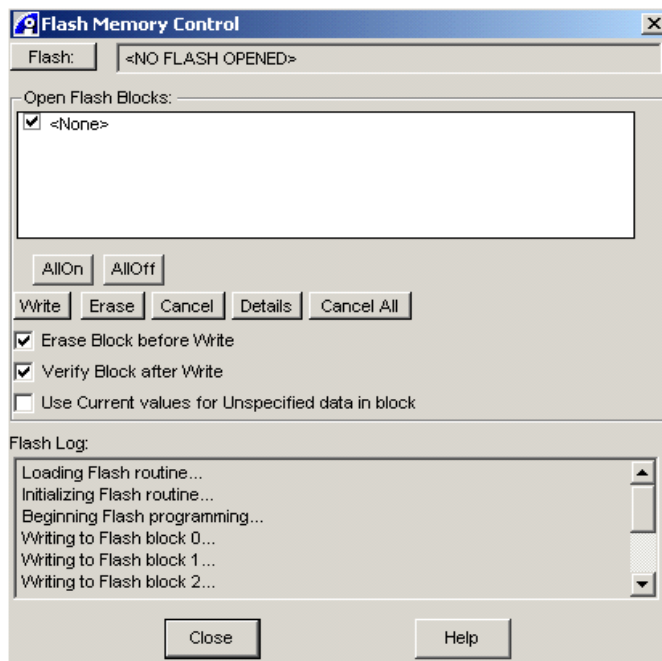 Flash Memory Control
Flash: <NO FLASH OPENED>
Open Flash Blocks:
<None>
AllOn AllOff
Write Erase Cancel Details Cancel All
Erase Block before Write
Verify Block after Write
Use Current values for Unspecified data in block
Flash Log:
Loading Flash routine...
Initializing Flash routine...
Beginning Flash programming...
Writing to Flash block 0...
Writing to Flash block 1...
Writing to Flash block 2...
Close Help